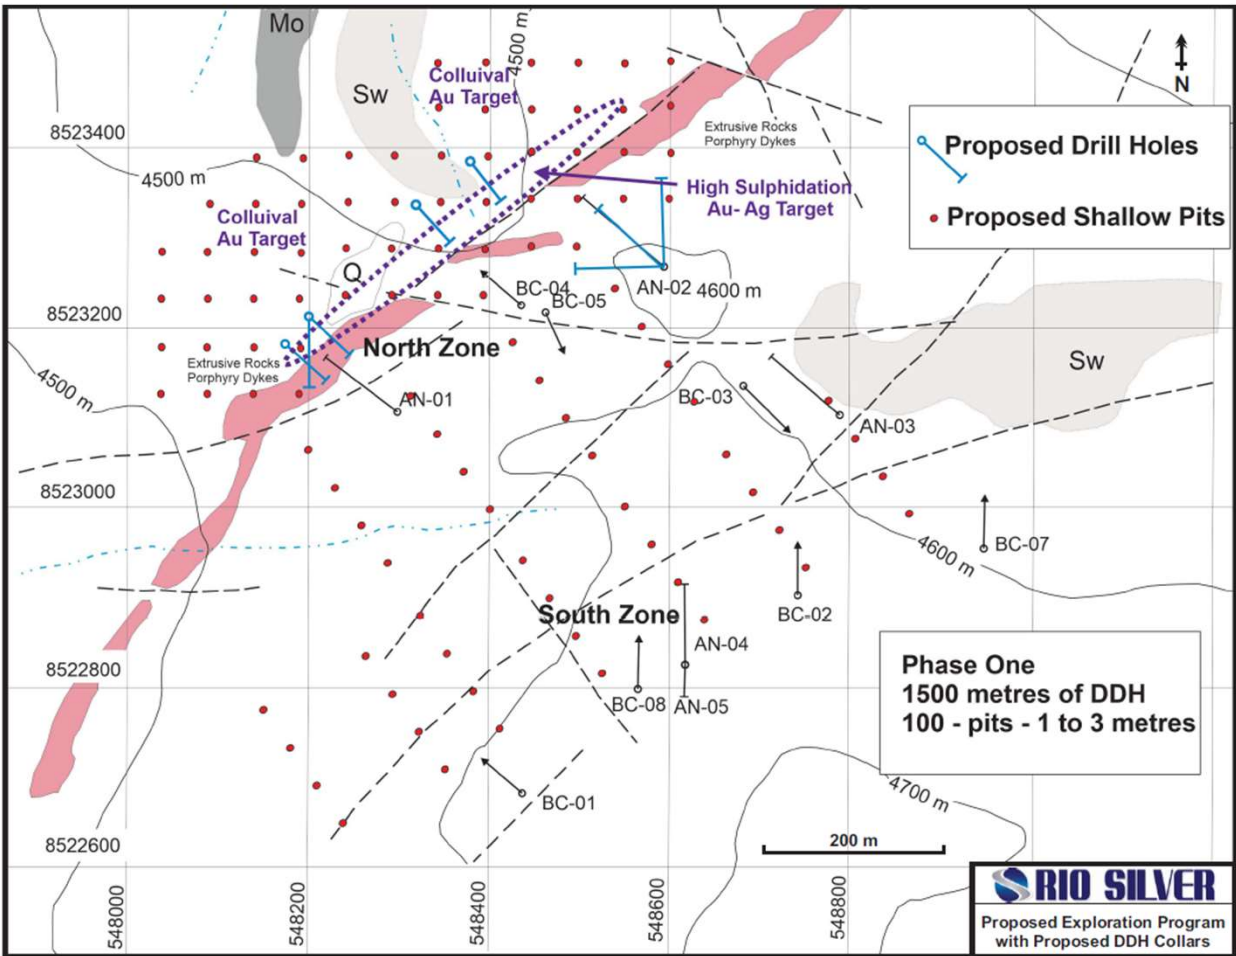 Mo
4500 m
Colluival
Au Target
Sw
N
8523400
Extrusive Rocks
Porphyry Dykes
Proposed Drill Holes
4500 m
High Sulphidation
Au- Ag Target
Proposed Shallow Pits
Colluival
Au Target
Q
BC-04
BC-05
AN-02
4600 m
8523200
North Zone
Extrusive Rocks
Porphyry Dykes
Sw
4500 m
AN-01
BC-03
AN-03
8523000
4600 m
BC-07
South Zone
BC-02
AN-04
8522800
BC-08
AN-05
Phase One
1500 metres of DDH
100 - pits - 1 to 3 metres
BC-01
4700 m
8522600
200 m
548000
548200
548400
548600
548800
RIO SILVER
Proposed Exploration Program
with Proposed DDH Collars